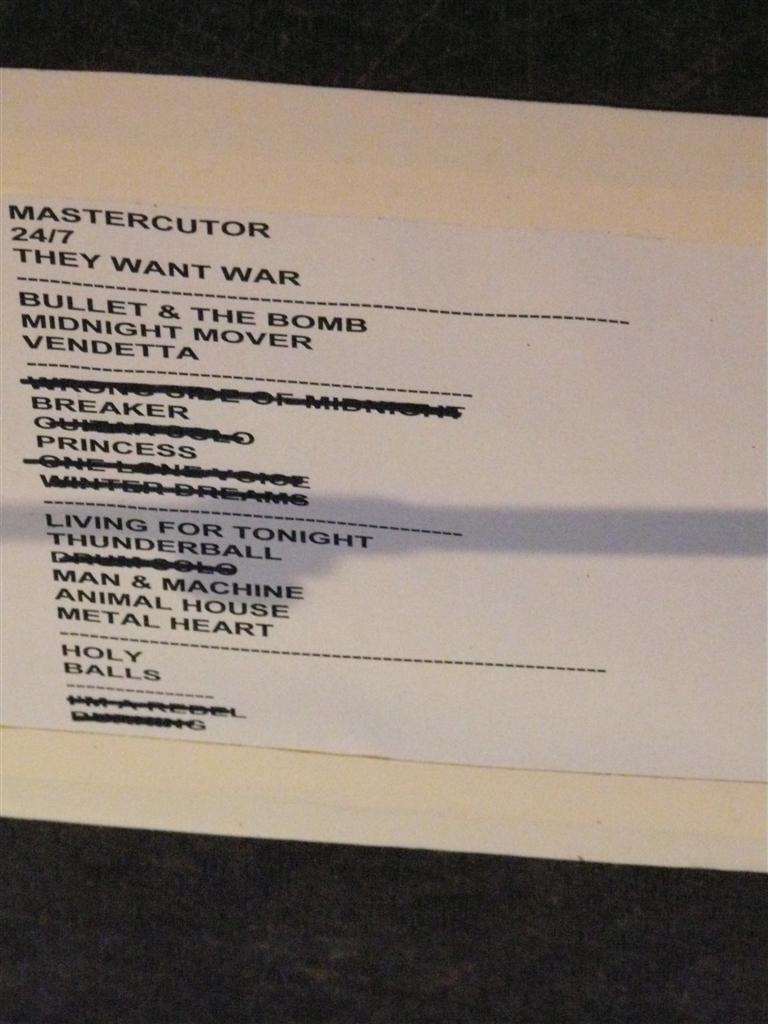 MASTERCUTOR
24/7
THEY WANT WAR
--------------------------------------------------------
BULLET & THE BOMB
MIDNIGHT MOVER
VENDETTA
----------------------------------------
WRONG SIDE OF MIDNIGHT
BREAKER
GUITAR SOLO
PRINCESS
ONE LONE VOICE
WINTER DREAMS
--------------------------------------
LIVING FOR TONIGHT
THUNDERBALL
DRUM SOLO
MAN & MACHINE
ANIMAL HOUSE
METAL HEART
--------------------------------------------------
HOLY
BALLS
--------------
I'M A REBEL
BURNING